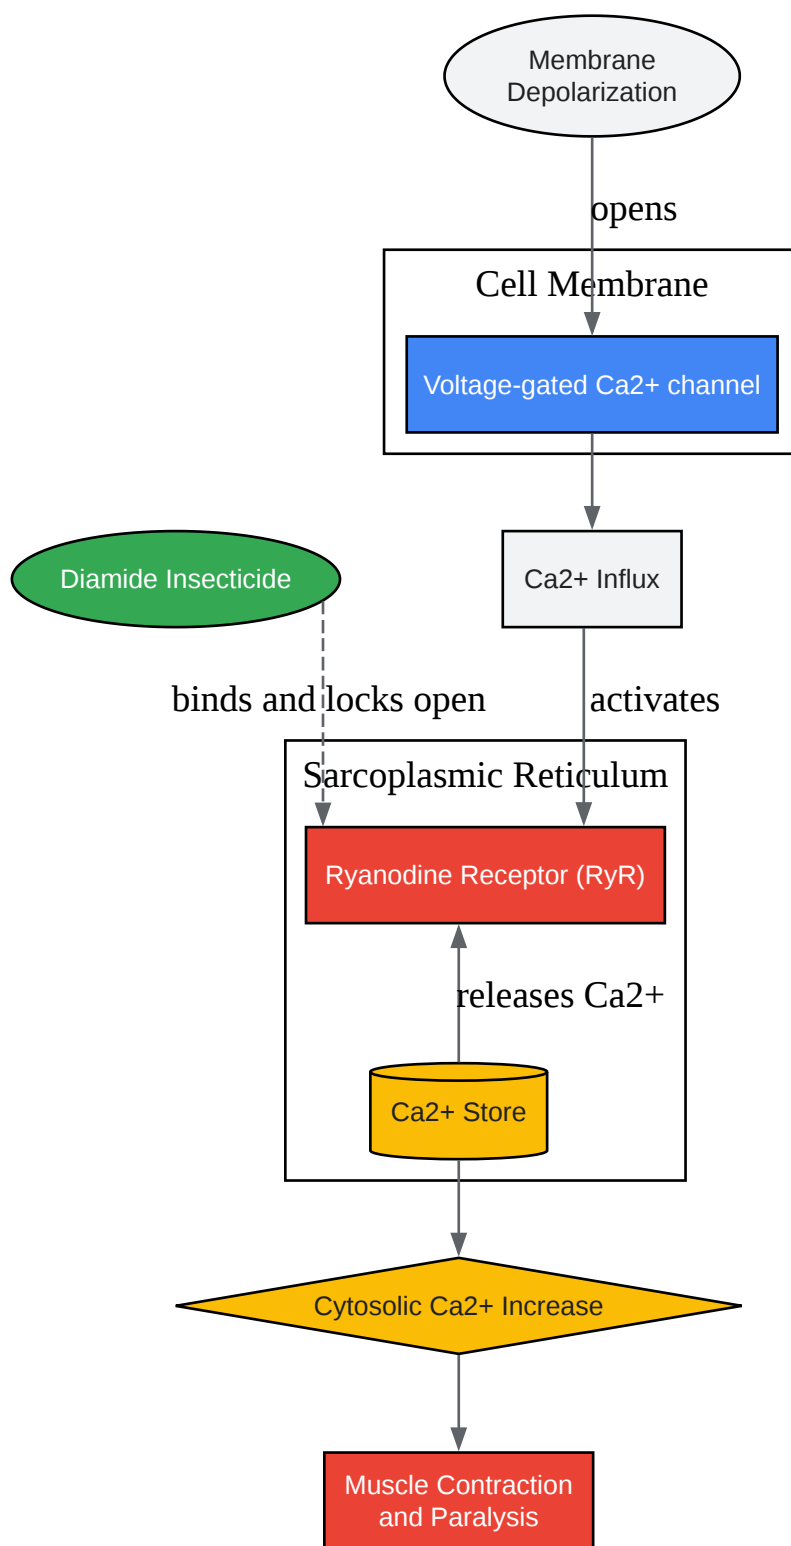 Membrane
Depolarization
opens
Cell Membrane
Voltage-gated Ca2+ channel
Diamide Insecticide
Ca2+ Influx
binds and locks open
activates
Sarcoplasmic Reticulum
Ryanodine Receptor (RyR)
releases Ca2+
Ca2+ Store
Cytosolic Ca2+ Increase
Muscle Contraction
and Paralysis